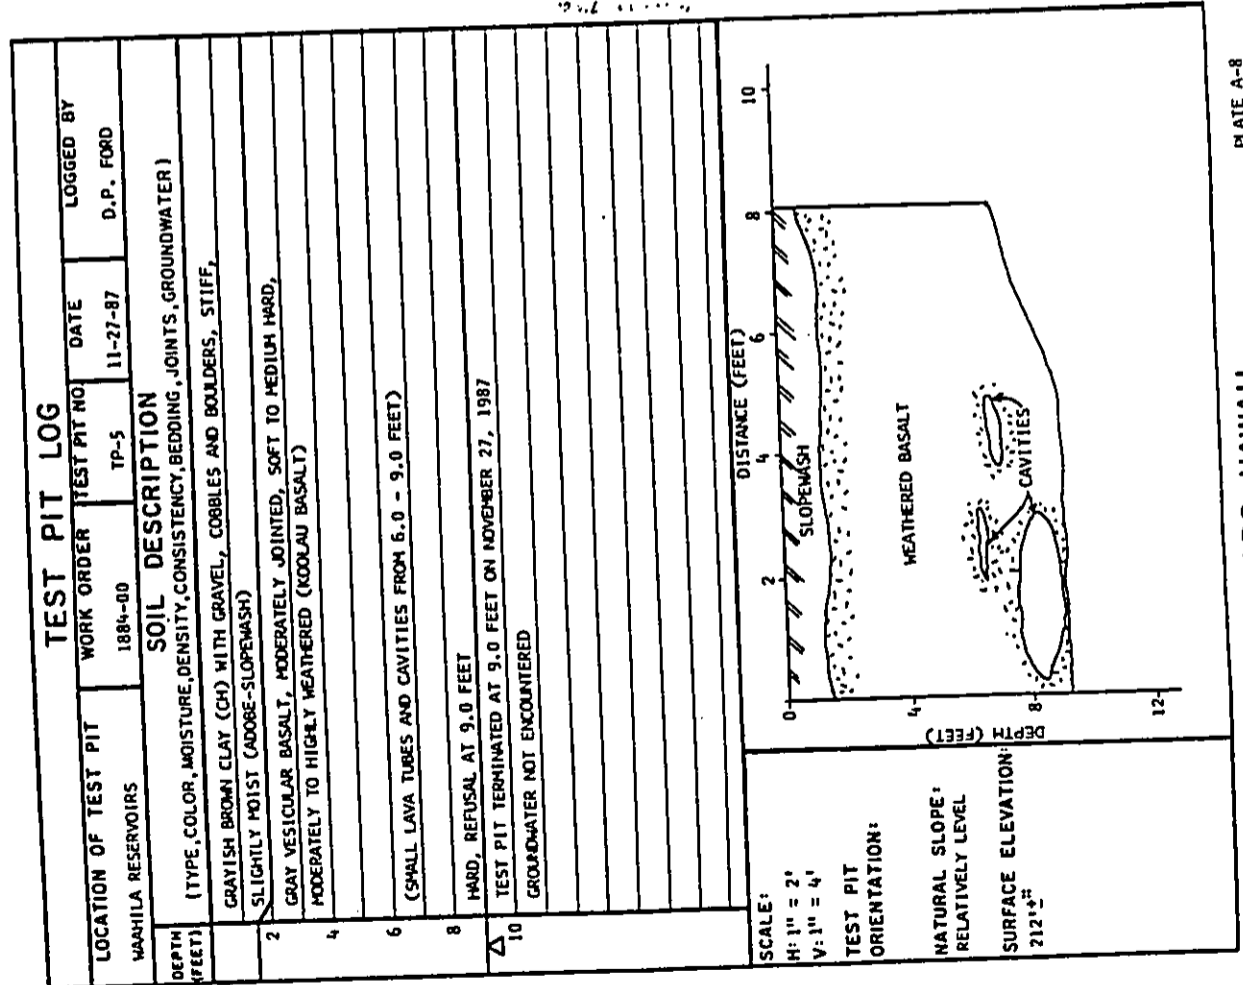 TEST PIT LOG
LOCATION OF TEST PIT
WORK ORDER
TEST PIT NO.
DATE
LOGGED BY
WAAHILA RESERVOIRS
1884-00
TP-5
11-27-87
D.P. FORD
DEPTH (FEET)
SOIL DESCRIPTION
(TYPE,COLOR,MOISTURE,DENSITY,CONSISTENCY,BEDDING,JOINTS,GROUNDWATER)
GRAYISH BROWN CLAY (CH) WITH GRAVEL, COBBLES AND BOULDERS, STIFF,
SLIGHTLY MOIST (ADOBE-SLOPEWASH)
2
GRAY VESICULAR BASALT, MODERATELY JOINTED, SOFT TO MEDIUM HARD,
MODERATELY TO HIGHLY WEATHERED (KOOLAU BASALT)
4
6
(SMALL LAVA TUBES AND CAVITIES FROM 6.0 - 9.0 FEET)
8
HARD, REFUSAL AT 9.0 FEET
TEST PIT TERMINATED AT 9.0 FEET ON NOVEMBER 27, 1987
10
GROUNDWATER NOT ENCOUNTERED
SCALE:
H: 1" = 2'
V: 1" = 4'
TEST PIT
ORIENTATION:
NATURAL SLOPE:
RELATIVELY LEVEL
SURFACE ELEVATION:
DISTANCE (FEET)
2
4
6
8
10
0
4
8
12
DEPTH (FEET)
SLOPEWASH
WEATHERED BASALT
CAVITIES
PLATE A-8